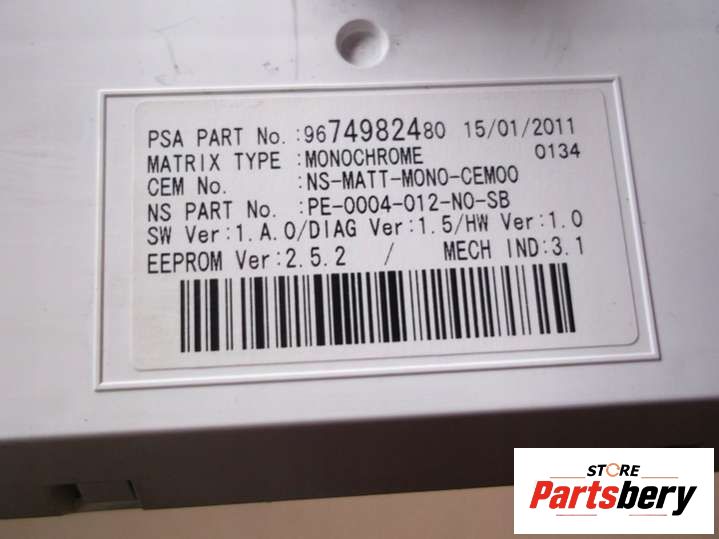 PSA PART No. :9674982480 15/01/2011
MATRIX TYPE :MONOCHROME 0134
CEM No. :NS-MATT-MONO-CEM00
NS PART No. :PE-0004-012-NO-SB
SW Ver:1.A.0/DIAG Ver:1.5/HW Ver:1.0
EEPROM Ver:2.5.2 / MECH IND:3.1
STORE
Partsbery